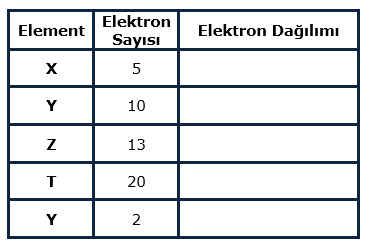 Element Elektron Sayısı Elektron Dağılımı
X 5
Y 10
Z 13
T 20
Y 2